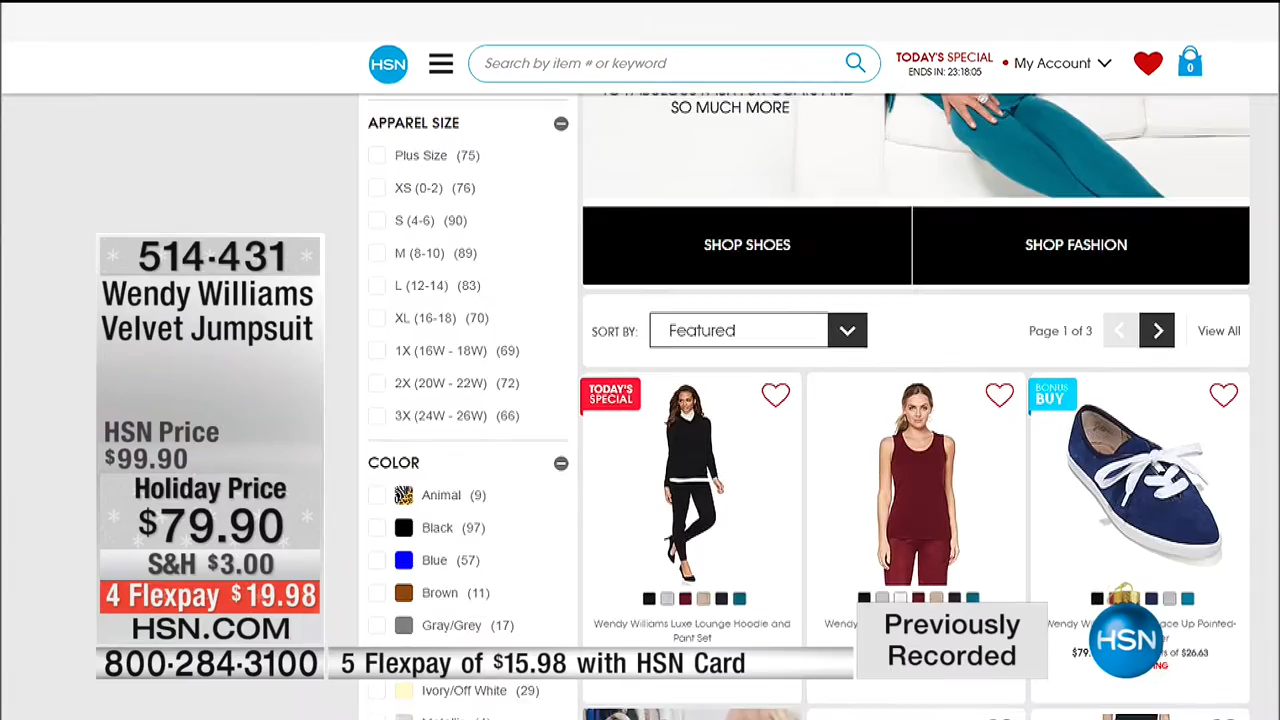 HSN
Search by item # or keyword
TODAY'S SPECIAL
ENDS IN: 23:18:05
My Account
0
SO MUCH MORE
APPAREL SIZE
Plus Size (75)
XS (0-2) (76)
S (4-6) (90)
M (8-10) (89)
L (12-14) (83)
XL (16-18) (70)
1X (16W - 18W) (69)
2X (20W - 22W) (72)
3X (24W - 26W) (66)
COLOR
Animal (9)
Black (97)
Blue (57)
Brown (11)
Gray/Grey (17)
Ivory/Off White (29)
SHOP SHOES
SHOP FASHION
SORT BY:
Featured
Page 1 of 3
View All
TODAY'S
SPECIAL
BONUS
BUY
Wendy Williams Luxe Lounge Hoodie and
Pant Set
514·431
Wendy Williams
Velvet Jumpsuit
HSN Price
$99.90
Holiday Price
$79.90
S&H $3.00
4 Flexpay $19.98
HSN.COM
800·284·3100
5 Flexpay of $15.98 with HSN Card
Previously
Recorded
HSN
of $26.63